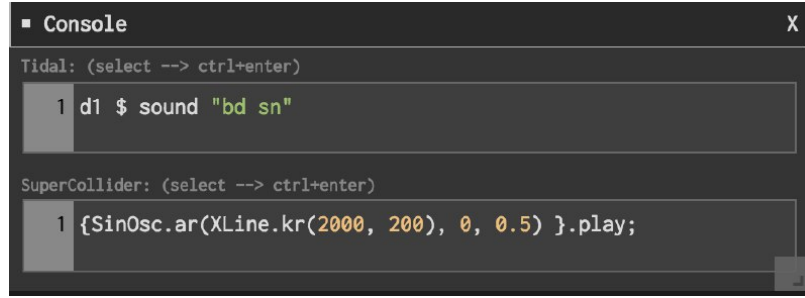 ▪ Console X
Tidal: (select --> ctrl+enter)
1 d1 $ sound "bd sn"
SuperCollider: (select --> ctrl+enter)
1 {SinOsc.ar(XLine.kr(2000, 200), 0, 0.5) }.play;